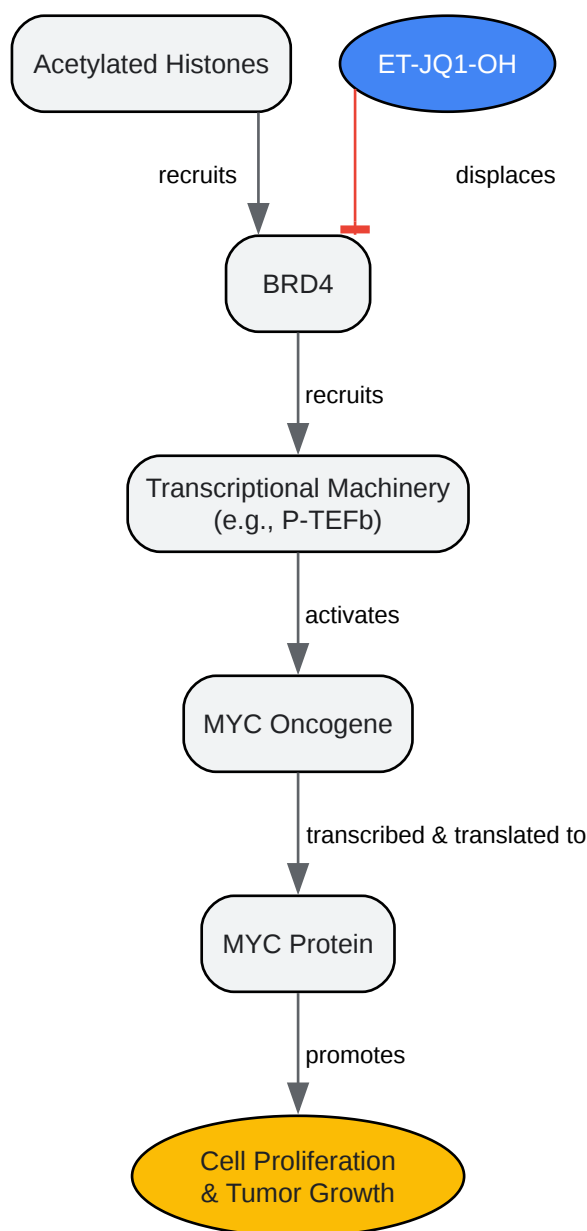 Acetylated Histones
ET-JQ1-OH
recruits
displaces
BRD4
recruits
Transcriptional Machinery
(e.g., P-TEFb)
activates
MYC Oncogene
transcribed & translated to
MYC Protein
promotes
Cell Proliferation
& Tumor Growth